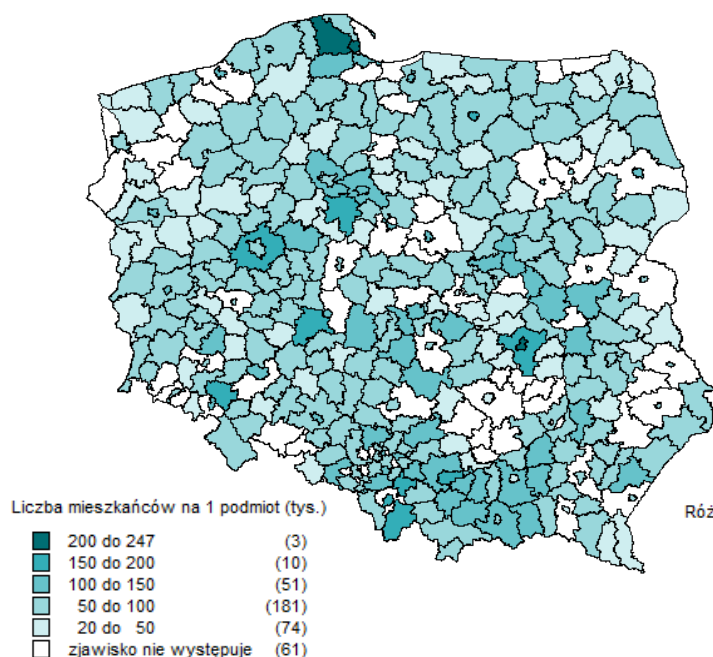 Liczba mieszkańców na 1 podmiot (tys.)
200 do 247 (3)
150 do 200 (10)
100 do 150 (51)
50 do 100 (181)
20 do 50 (74)
zjawisko nie występuje (61)
Róż